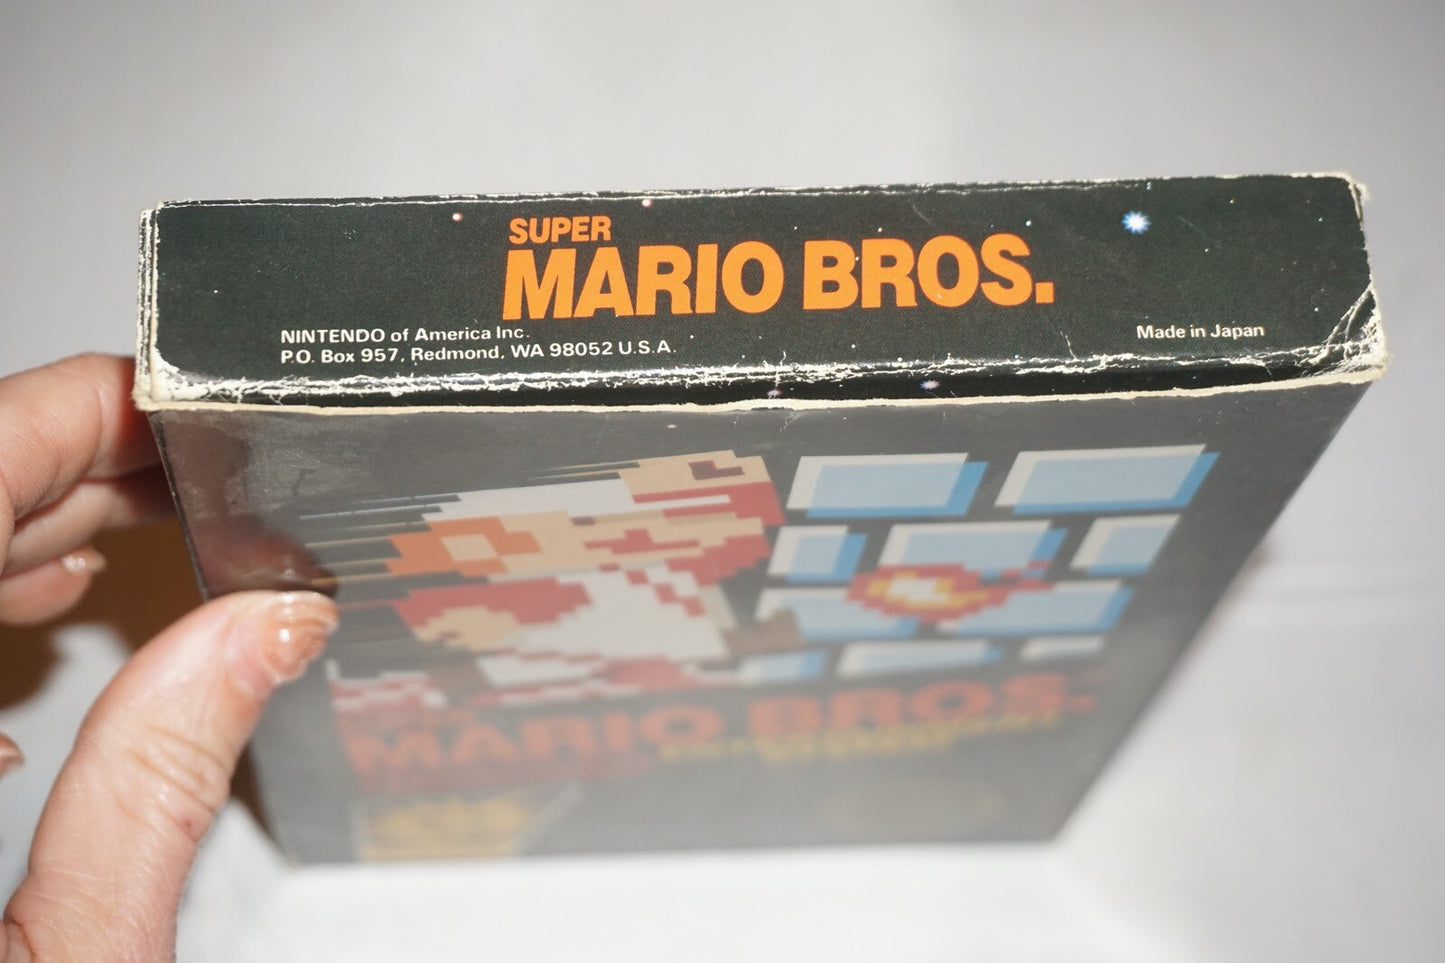 SUPER
MARIO BROS.
NINTENDO of America Inc.
P.O. Box 957, Redmond, WA 98052 U.S.A.
Made in Japan
MARIO BROS.